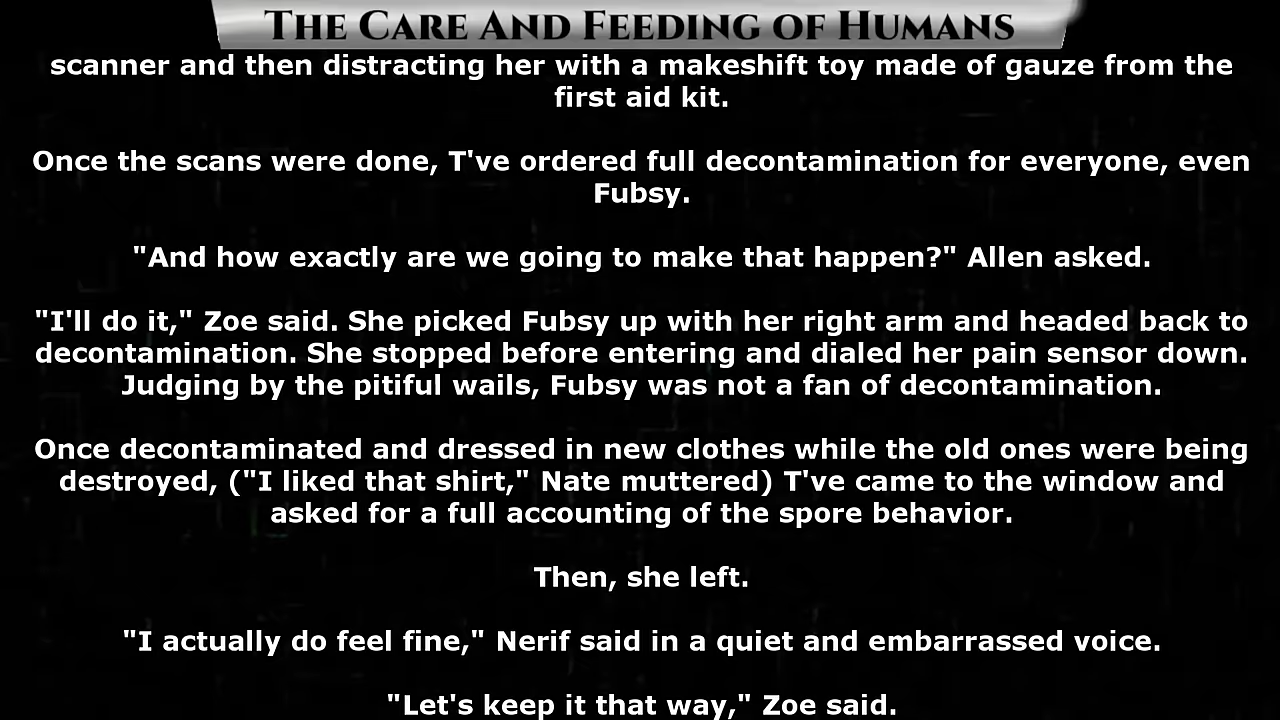 The Care And Feeding of Humans
scanner and then distracting her with a makeshift toy made of gauze from the
first aid kit.
Once the scans were done, T've ordered full decontamination for everyone, even
Fubsy.
"And how exactly are we going to make that happen?" Allen asked.
"I'll do it," Zoe said. She picked Fubsy up with her right arm and headed back to
decontamination. She stopped before entering and dialed her pain sensor down.
Judging by the pitiful wails, Fubsy was not a fan of decontamination.
Once decontaminated and dressed in new clothes while the old ones were being
destroyed, ("I liked that shirt," Nate muttered) T've came to the window and
asked for a full accounting of the spore behavior.
Then, she left.
"I actually do feel fine," Nerif said in a quiet and embarrassed voice.
"Let's keep it that way," Zoe said.